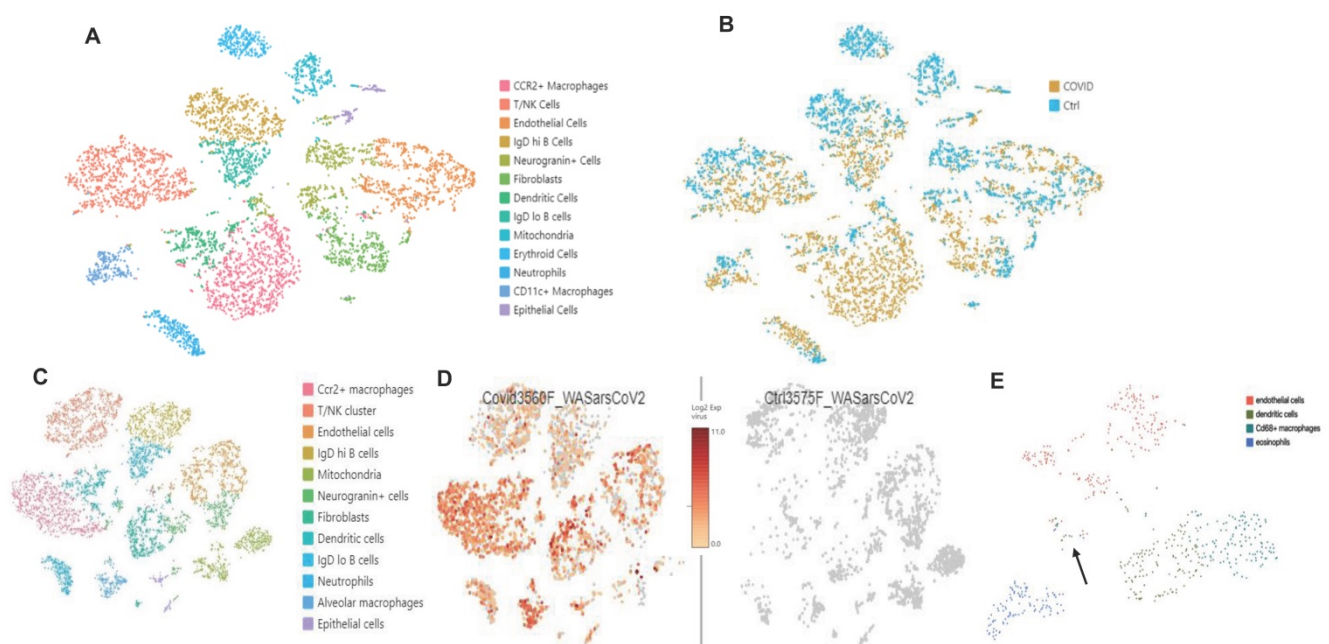 A
CCR2+ Macrophages
T/NK Cells
Endothelial Cells
IgD hi B Cells
Neurogranin+ Cells
Fibroblasts
Dendritic Cells
IgD lo B cells
Mitochondria
Erythroid Cells
Neutrophils
CD11c+ Macrophages
Epithelial Cells
B
COVID
Ctrl
C
Ccr2+ macrophages
T/NK cluster
Endothelial cells
IgD hi B cells
Mitochondria
Neurogranin+ cells
Fibroblasts
Dendritic cells
IgD lo B cells
Neutrophils
Alveolar macrophages
Epithelial cells
D
Covid3560F_WASarsCoV2
Log2 Exp
virus
11.0
0.0
Ctrl3575F_WASarsCoV2
E
endothelial cells
dendritic cells
Cd68+ macrophages
eosinophils